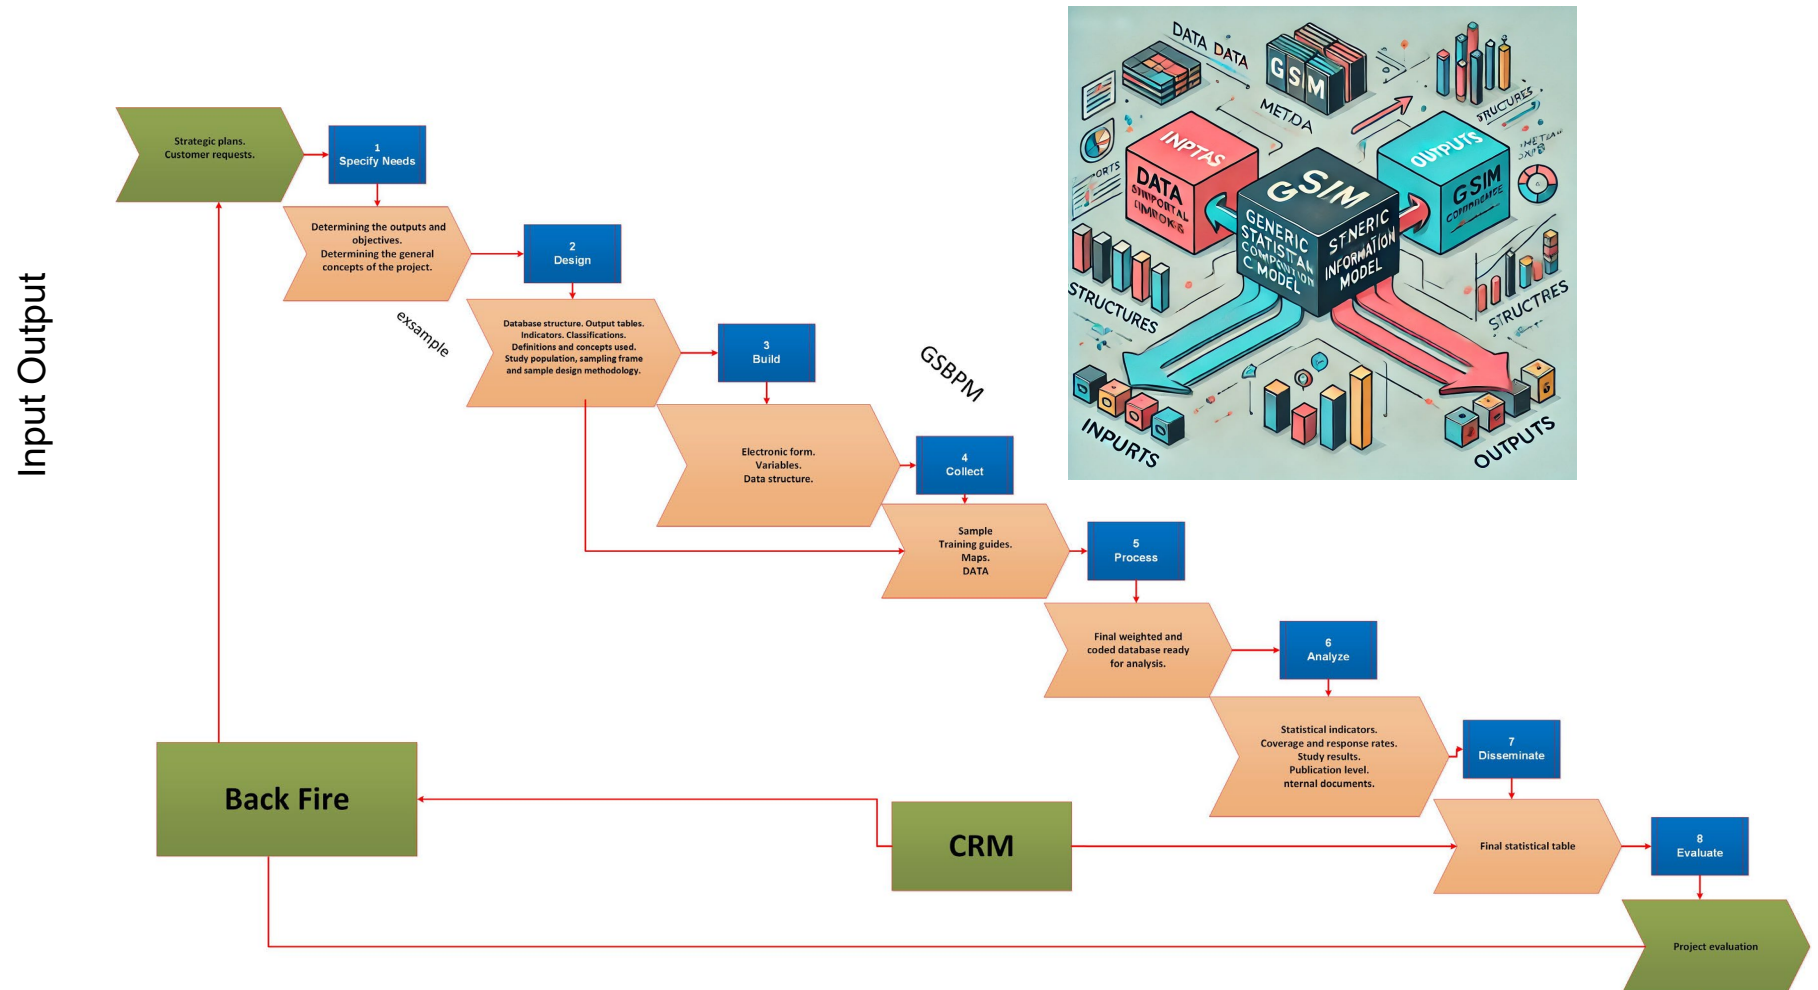 Input Output
Strategic plans.
Customer requests.
1
Specify Needs
Determining the outputs and
objectives.
Determining the general
concepts of the project.
2
Design
exsample
Database structure. Output tables.
Indicators. Classifications.
Definitions and concepts used.
Study population, sampling frame
and sample design methodology.
3
Build
GSBPM
Electronic form.
Variables.
Data structure.
4
Collect
Sample
Training guides.
Maps.
DATA
5
Process
Final weighted and
coded database ready
for analysis.
6
Analyze
Statistical indicators.
Coverage and response rates.
Study results.
Publication level.
nternal documents.
7
Disseminate
Final statistical table
8
Evaluate
Project evaluation
Back Fire
CRM
DATA DATA
GSM
MET.DA
INPTAS
DATA
OUTPUTS
GSIM
GSIM
GENERIC
INFORMATION
MODEL
C MODEL
STRUCTURES
STRUCTRES
INPURTS
OUTPUTS